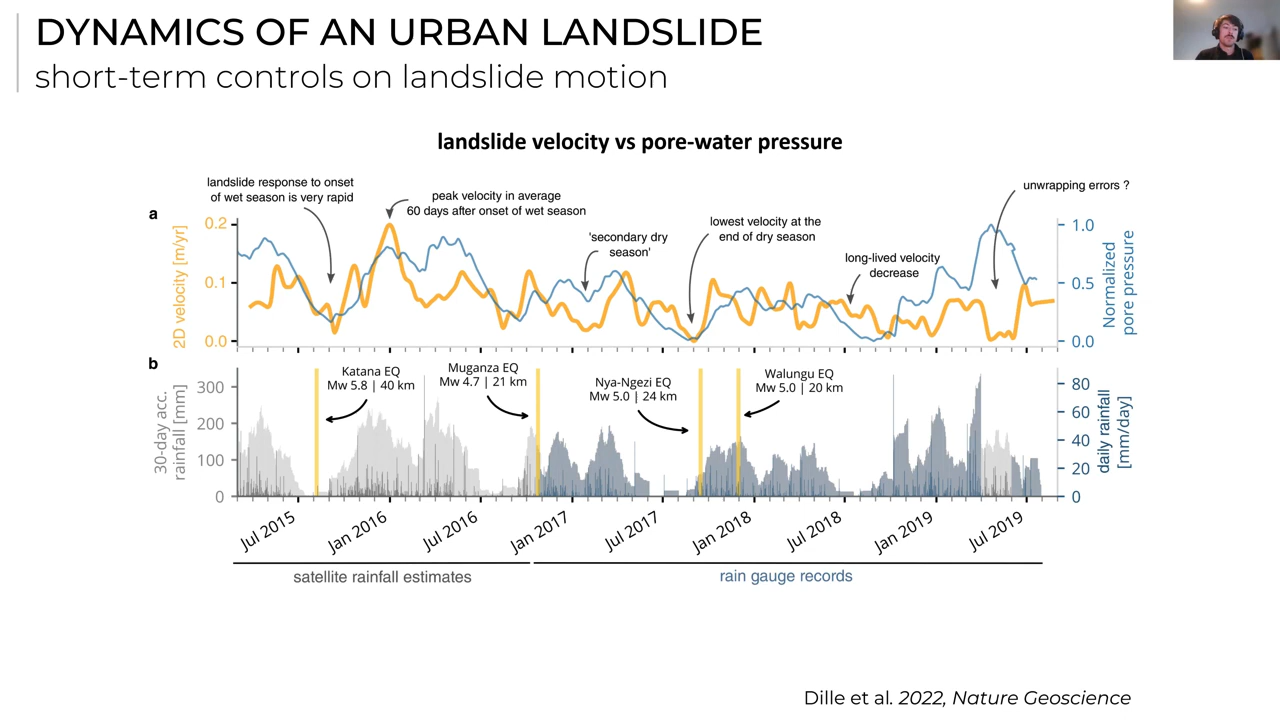 DYNAMICS OF AN URBAN LANDSLIDE
short-term controls on landslide motion
landslide velocity vs pore-water pressure
landslide response to onset
of wet season is very rapid
peak velocity in average
60 days after onset of wet season
'secondary dry
season'
lowest velocity at the
end of dry season
long-lived velocity
decrease
unwrapping errors ?
a
2D velocity [m/yr]
0.2
0.1
0.0
1.0
0.5
0.0
Normalized
pore pressure
b
30-day acc.
rainfall [mm]
300
200
100
0
Katana EQ
Mw 5.8 | 40 km
Muganza EQ
Mw 4.7 | 21 km
Nya-Ngezi EQ
Mw 5.0 | 24 km
Walungu EQ
Mw 5.0 | 20 km
80
60
40
20
0
daily rainfall
[mm/day]
Jul 2015
Jan 2016
Jul 2016
Jan 2017
Jul 2017
Jan 2018
Jul 2018
Jan 2019
Jul 2019
satellite rainfall estimates
rain gauge records
Dille et al. 2022, Nature Geoscience